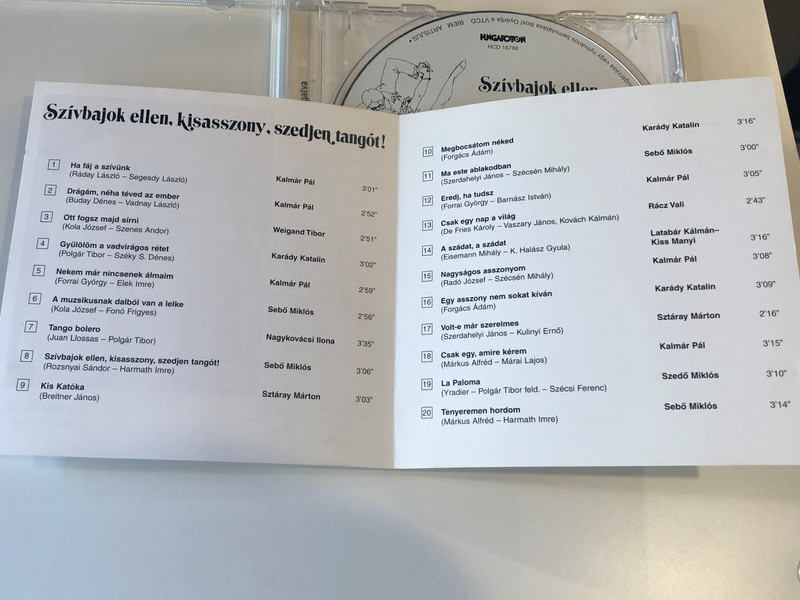 HUNGAROTON
HCD 16788
BIEM ARTISJUS
Szívbajok ellen,
Szívbajok ellen, kisasszony, szedjen tangót!
1 Ha fáj a szívünk Kalmár Pál 3'01"
(Ráday László – Segesdy László)
2 Drágám, néha téved az ember Kalmár Pál 2'52"
(Buday Dénes – Vadnay László)
3 Ott fogsz majd sírni Weigand Tibor 2'51"
(Kola József – Szenes Andor)
4 Gyűlölöm a vadvirágos rétet Karády Katalin 3'02"
(Polgár Tibor – Széky S. Dénes)
5 Nekem már nincsenek álmaim Kalmár Pál 2'59"
(Forrai György – Elek Imre)
6 A muzsikusnak dalból van a lelke Sebő Miklós 2'56"
(Kola József – Fonó Frigyes)
7 Tango bolero Nagykovácsi Ilona 3'35"
(Juan Llossas – Polgár Tibor)
8 Szívbajok ellen, kisasszony, szedjen tangót! Sebő Miklós 3'06"
(Rozsnyai Sándor – Harmath Imre)
9 Kis Katóka Sztáray Márton 3'03"
(Breitner János)
10 Megbocsátom néked Karády Katalin 3'16"
(Forgács Ádám)
11 Ma este ablakodban Sebő Miklós 3'00"
(Szerdahelyi János – Szécsén Mihály)
12 Eredj, ha tudsz Kalmár Pál 3'05"
(Forrai György – Barnász István)
13 Csak egy nap a világ Rácz Vali 2'43"
(De Fries Károly – Vaszary János, Kovách Kálmán)
14 A szádat, a szádat Latabár Kálmán–
Kiss Manyi 3'16"
(Eisemann Mihály – K. Halász Gyula)
15 Nagyságos asszonyom Kalmár Pál 3'08"
(Radó József – Szécsén Mihály)
16 Egy asszony nem sokat kíván Karády Katalin 3'09"
(Forgács Ádám)
17 Volt-e már szerelmes Sztáray Márton 2'16"
(Szerdahelyi János – Kulinyi Ernő)
18 Csak egy, amire kérem Kalmár Pál 3'15"
(Márkus Alfréd – Márai Lajos)
19 La Paloma Szedő Miklós 3'10"
(Yradier – Polgár Tibor feld. – Szécsi Ferenc)
20 Tenyeremen hordom Sebő Miklós 3'14"
(Márkus Alfréd – Harmath Imre)